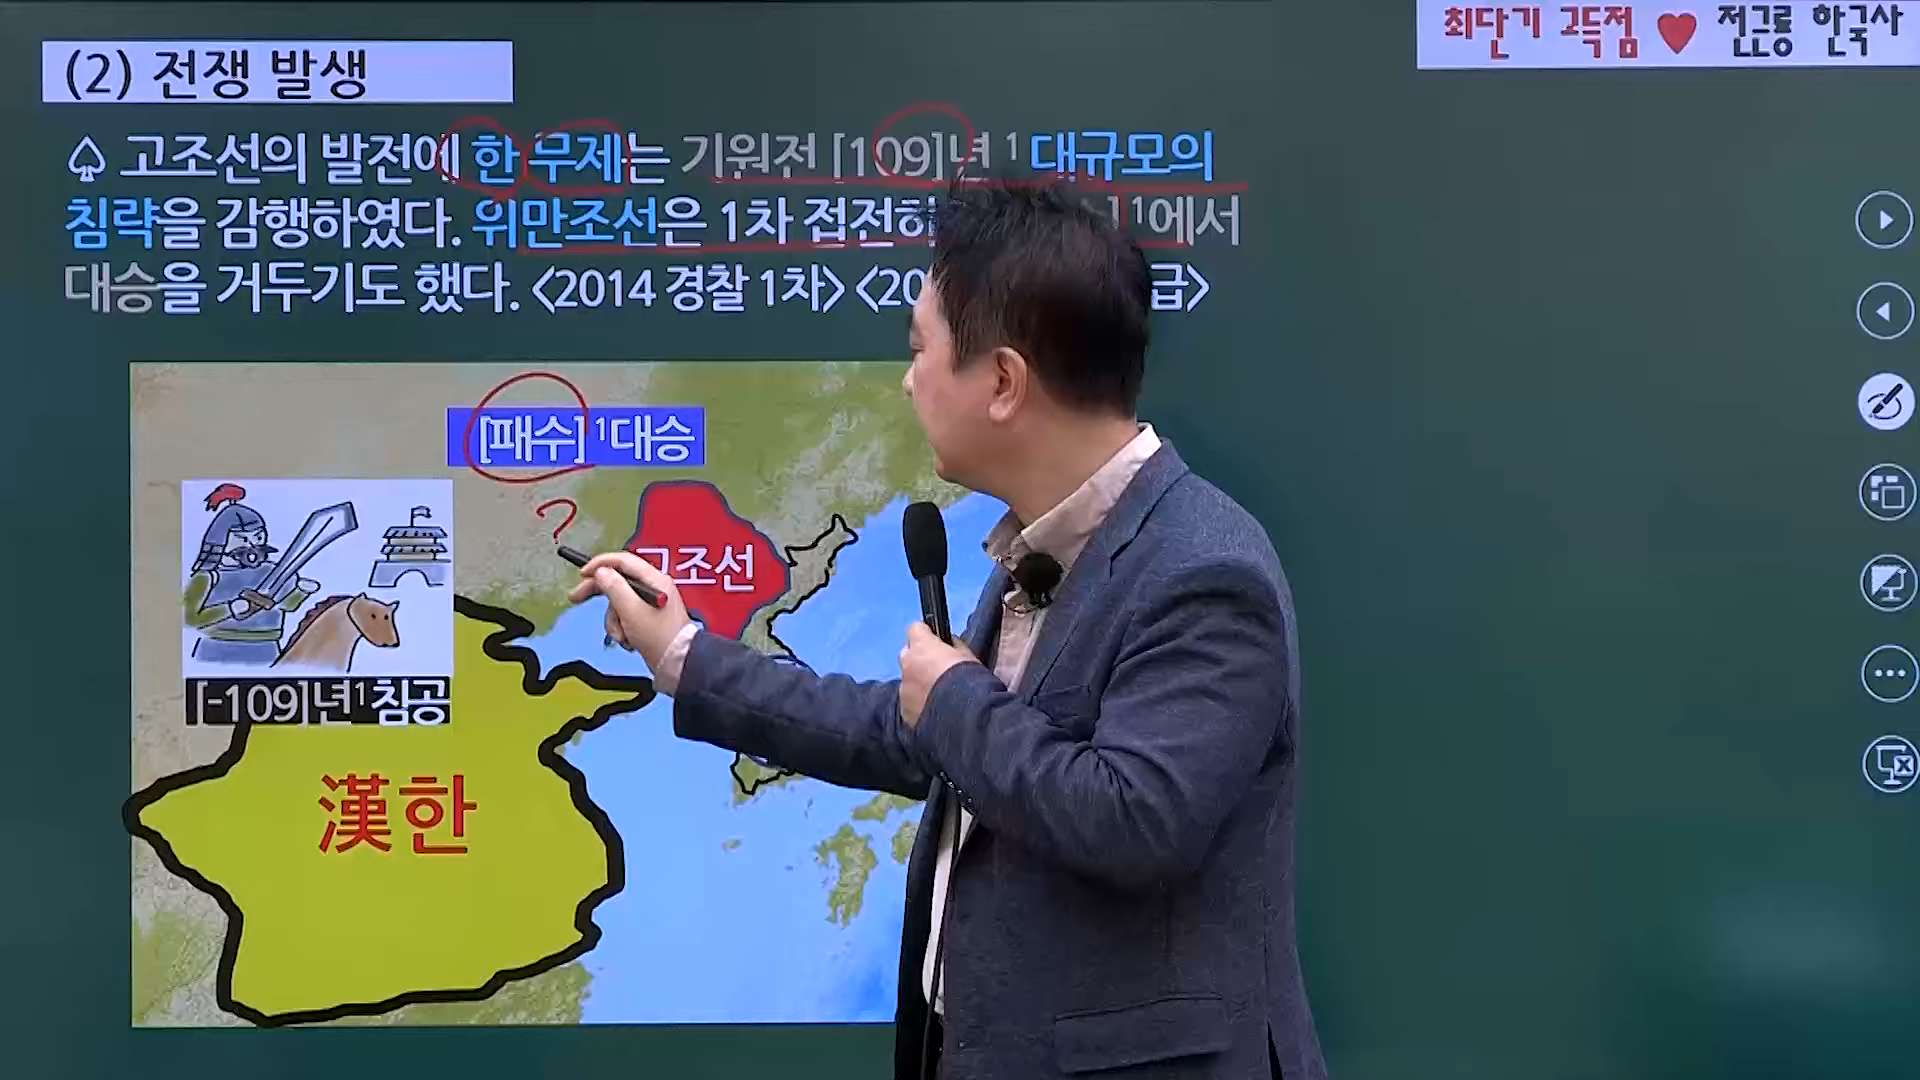 최단기 고득점 ♥ 전근룡 한국사
(2) 전쟁 발생
♤ 고조선의 발전에 한 무제는 기원전 [109]년 ¹ 대규모의
침략을 감행하였다. 위만조선은 1차 접전 ] ¹에서
대승을 거두기도 했다. <2014 경찰 1차> <20 급>
[패수] ¹대승
?
고조선
[-109]년¹침공
漢한